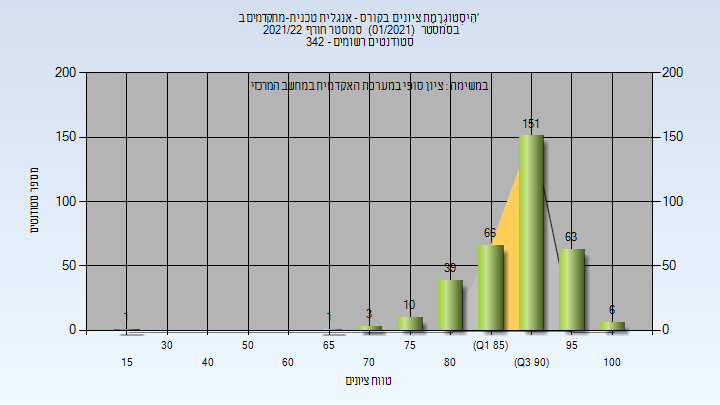 היסטוגרמת ציונים בקורס - אנגלית טכנית-מתקדמים ב'
בסמסטר (01/2021) סמסטר חורף 2021/22
342 - סטודנטים רשומים
במשימה : ציון סופי במערכת האקדמית במחשב המרכזי
200 200
150 150
100 100
50 50
0 0
מספר סטודנטים
1 1 3 10 39 66 151 63 6
30 40 65 75 (Q1 85) 95
15 40 60 70 80 (Q3 90) 100
טווח ציונים